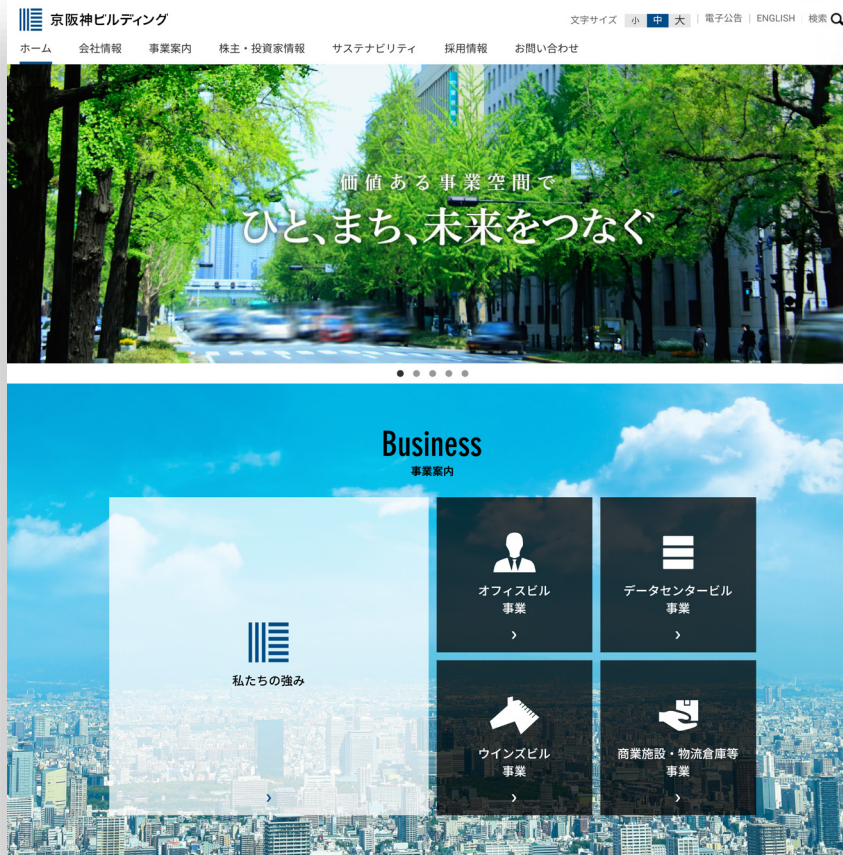 京阪神ビルディング
文字サイズ 小 中 大 電子公告 ENGLISH 検索
ホーム 会社情報 事業案内 株主・投資家情報 サステナビリティ 採用情報 お問い合わせ
価値ある事業空間で
ひと、まち、未来をつなぐ
Business
事業案内
私たちの強み
オフィスビル
事業
データセンタービル
事業
ウインズビル
事業
商業施設・物流倉庫等
事業